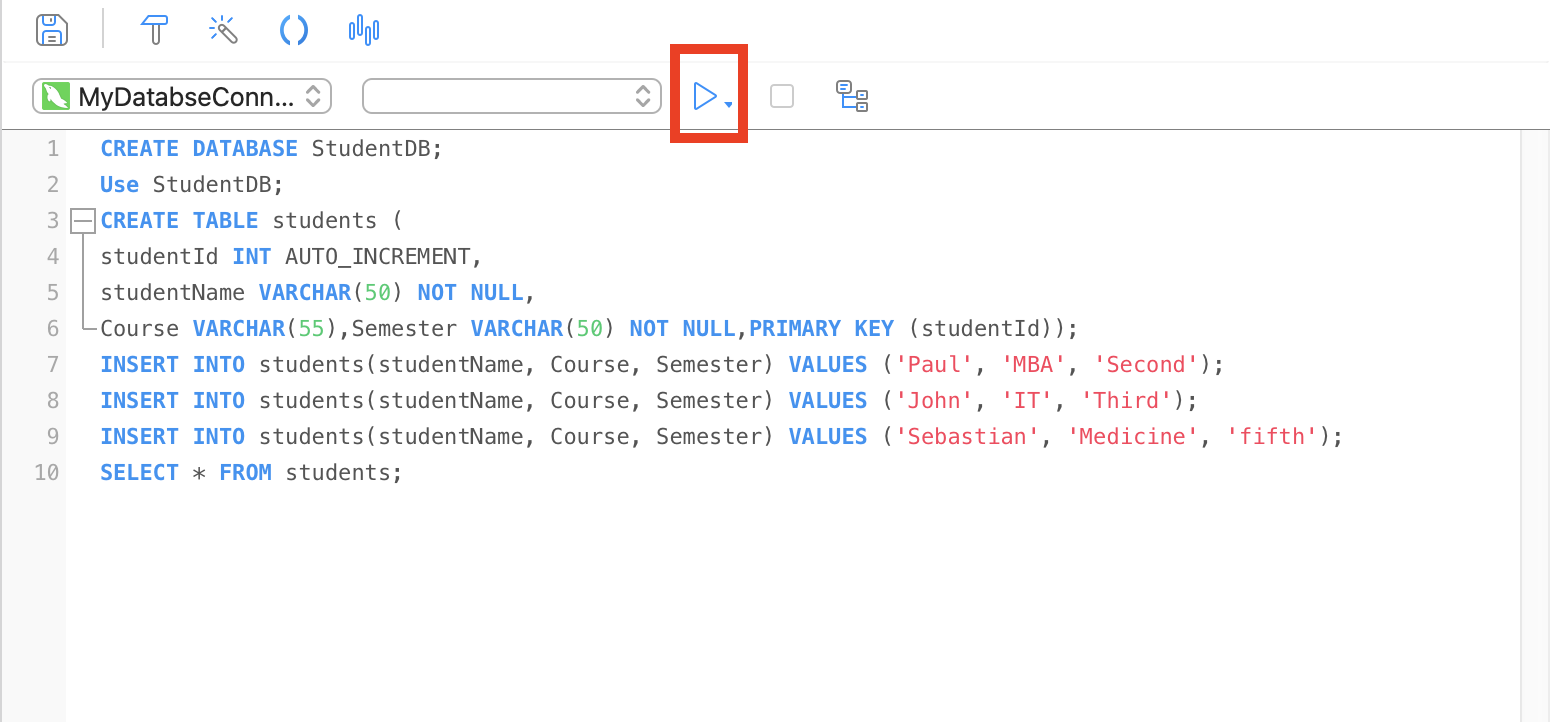 MyDatabseConn...
1 CREATE DATABASE StudentDB;
2 Use StudentDB;
3 CREATE TABLE students (
4 studentId INT AUTO_INCREMENT,
5 studentName VARCHAR(50) NOT NULL,
6 Course VARCHAR(55),Semester VARCHAR(50) NOT NULL,PRIMARY KEY (studentId));
7 INSERT INTO students(studentName, Course, Semester) VALUES ('Paul', 'MBA', 'Second');
8 INSERT INTO students(studentName, Course, Semester) VALUES ('John', 'IT', 'Third');
9 INSERT INTO students(studentName, Course, Semester) VALUES ('Sebastian', 'Medicine', 'fifth');
10 SELECT * FROM students;